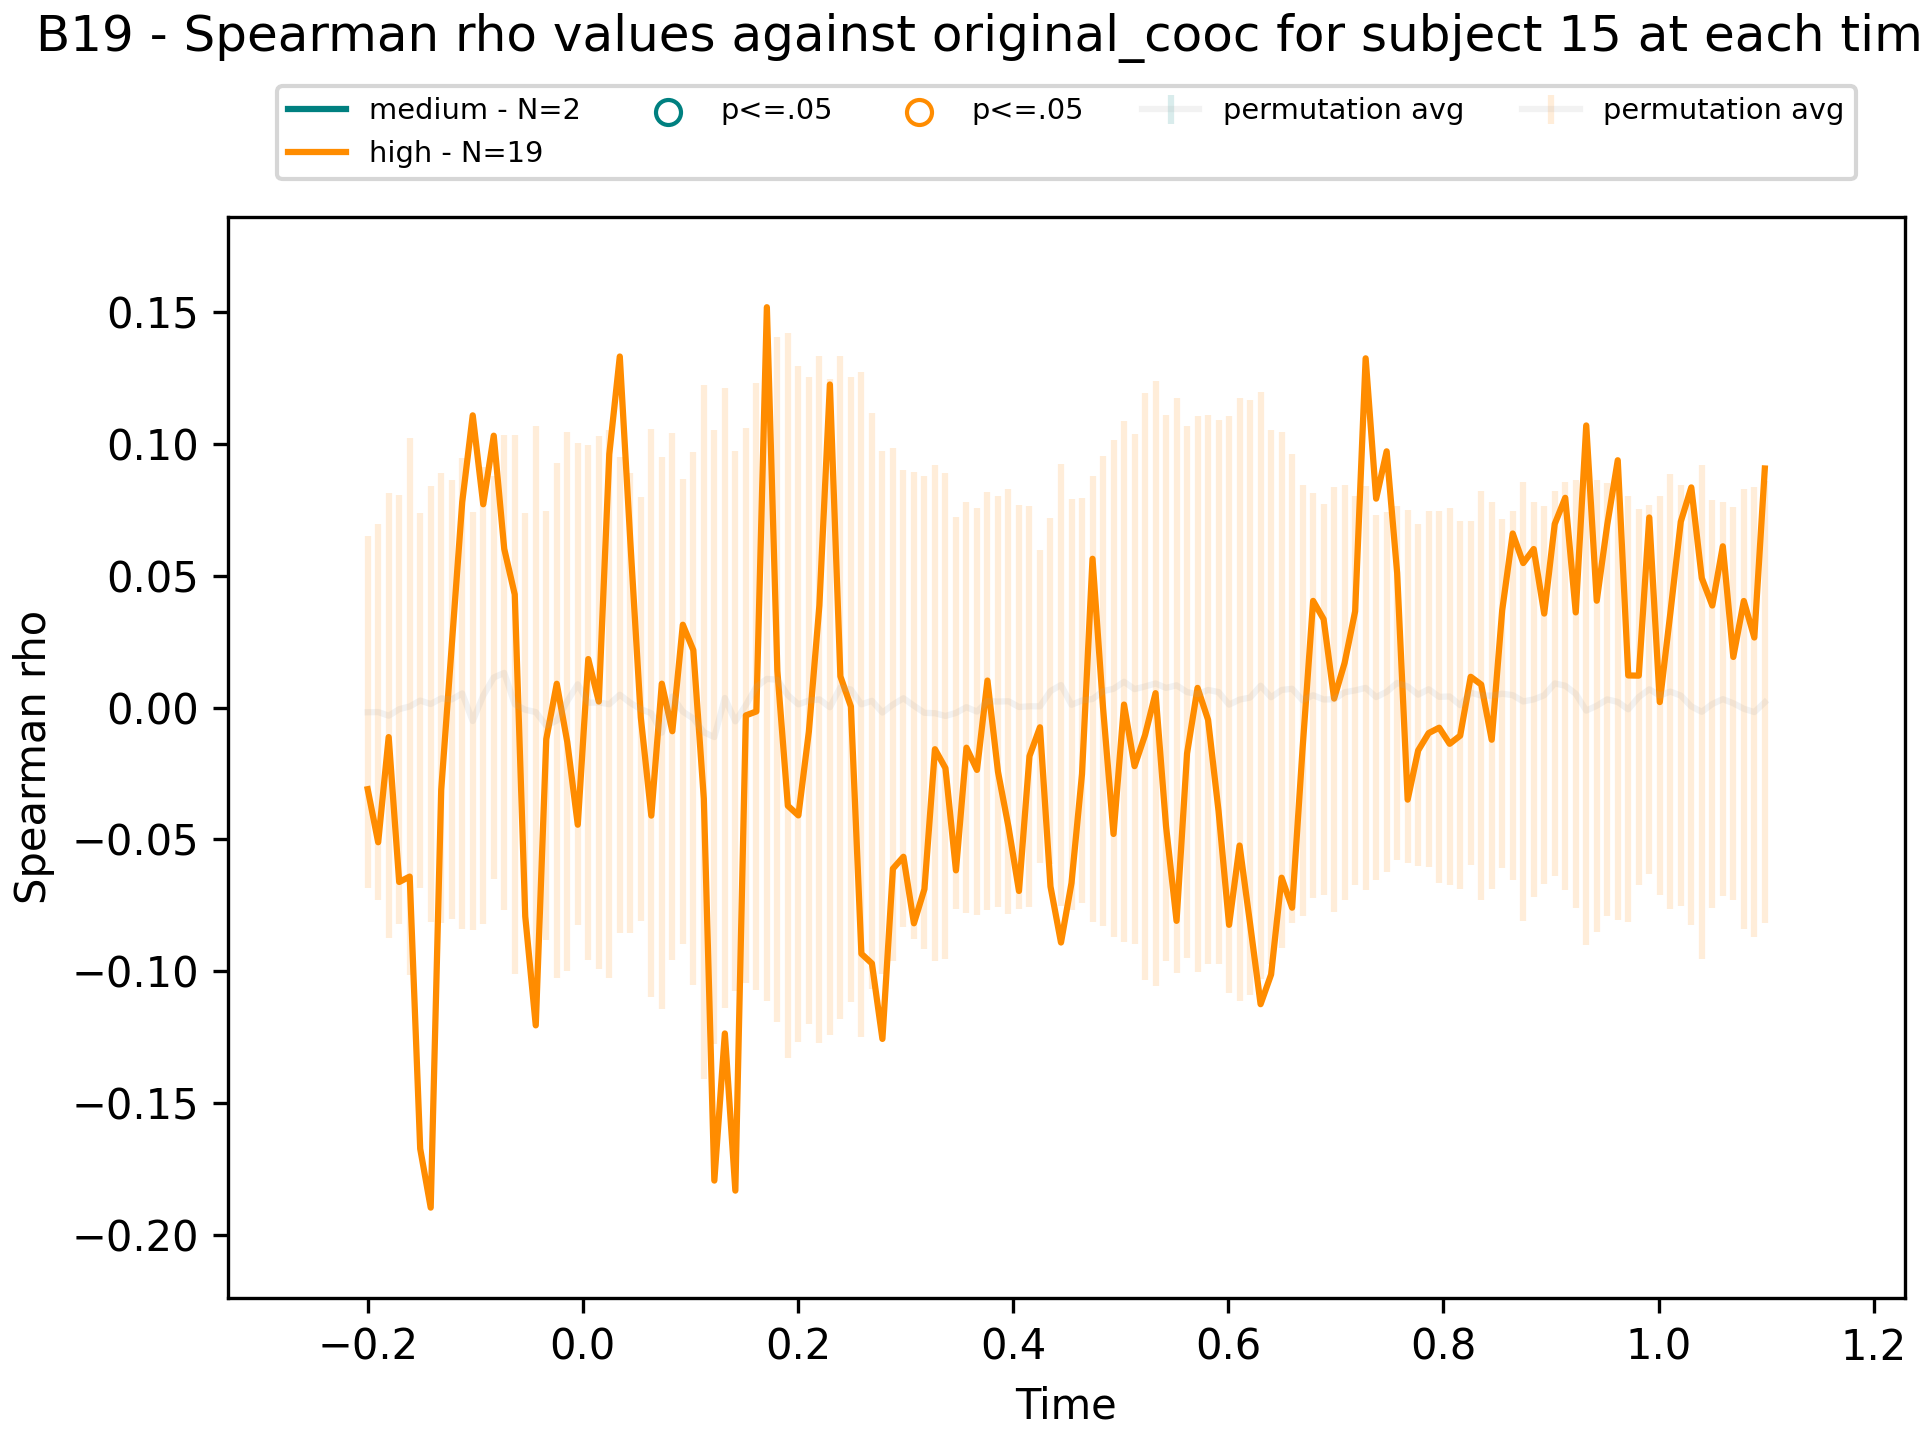 B19 - Spearman rho values against original_cooc for subject 15 at each tim
medium - N=2
high - N=19
p<=.05
p<=.05
permutation avg
permutation avg
Spearman rho
0.15
0.10
0.05
0.00
−0.05
−0.10
−0.15
−0.20
−0.2 0.0 0.2 0.4 0.6 0.8 1.0 1.2
Time